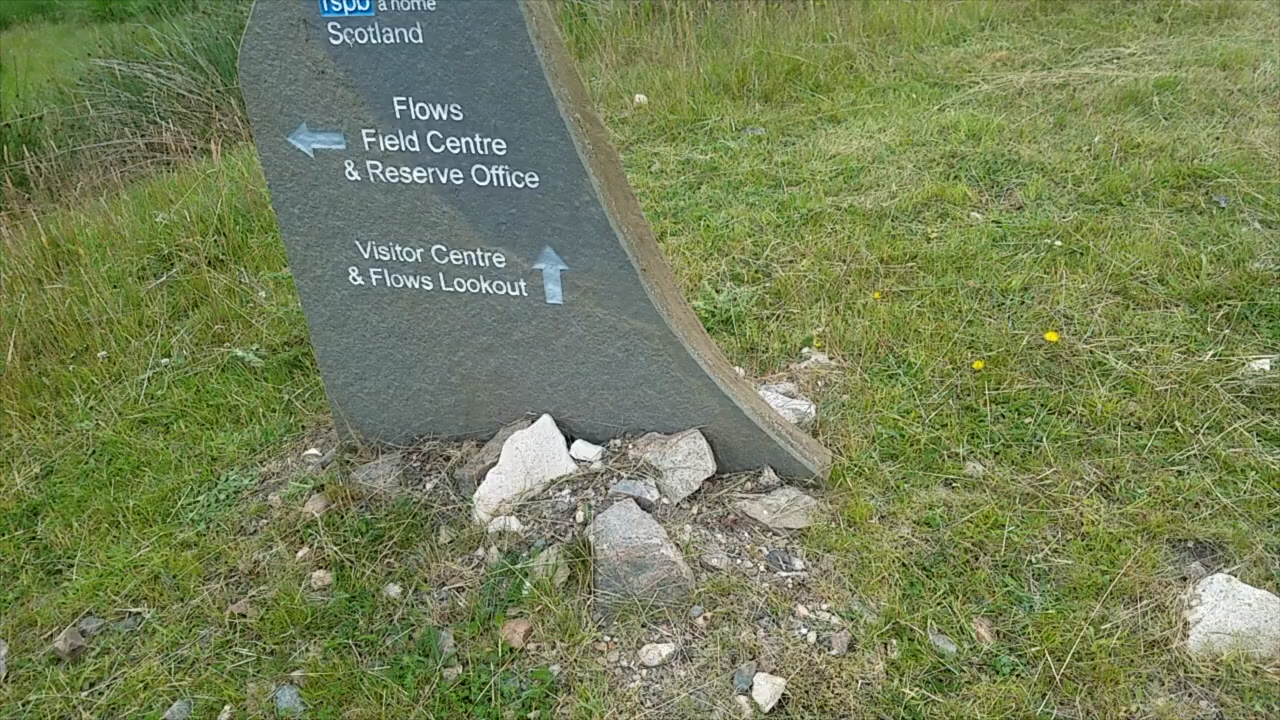 rspb a home
Scotland
Flows
Field Centre
& Reserve Office
Visitor Centre
& Flows Lookout